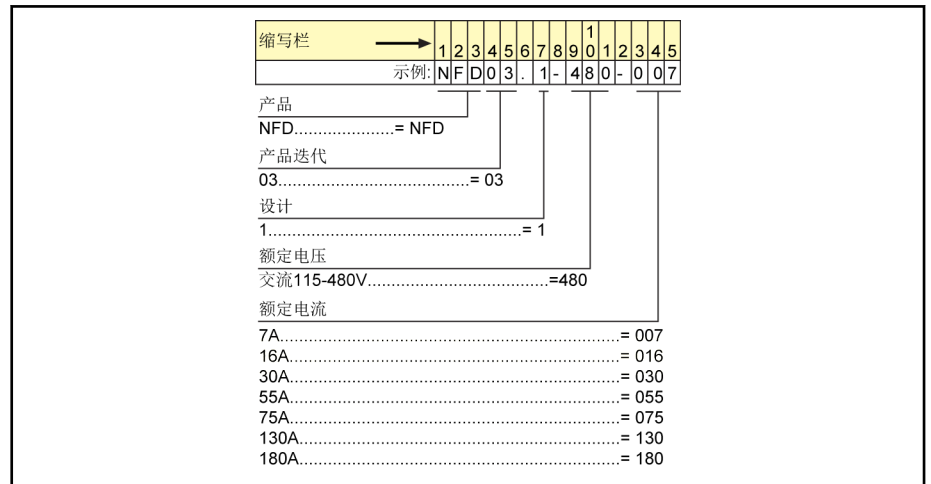 缩写栏 1 2 3 4 5 6 7 8 9 10 1 2 3 4 5
示例: N F D 0 3 . 1 - 4 8 0 - 0 0 7
产品
NFD.....................= NFD
产品迭代
03........................................= 03
设计
1.....................................................= 1
额定电压
交流115-480V......................................=480
额定电流
7A.......................................................................= 007
16A.....................................................................= 016
30A.....................................................................= 030
55A.....................................................................= 055
75A.....................................................................= 075
130A...................................................................= 130
180A...................................................................= 180